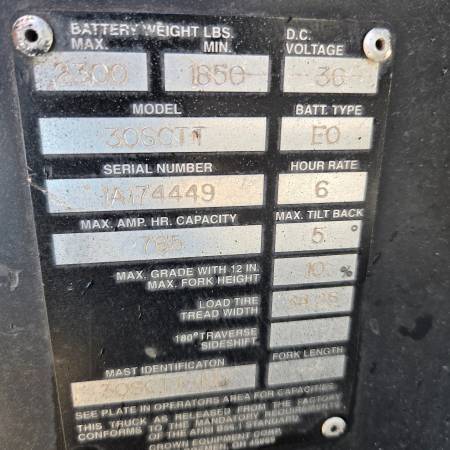 BATTERY WEIGHT LBS.
MAX. MIN. D.C. VOLTAGE
2300 1850 36
MODEL BATT. TYPE
30SCTT EO
SERIAL NUMBER HOUR RATE
1A174449 6
MAX. AMP. HR. CAPACITY MAX. TILT BACK
5°
MAX. GRADE WITH 12 IN.
MAX. FORK HEIGHT 10 %
LOAD TIRE
TREAD WIDTH
180° TRAVERSE
SIDESHIFT
MAST IDENTIFICATON FORK LENGTH
SEE PLATE IN OPERATORS AREA FOR CAPACITIES.
THIS TRUCK AS RELEASED FROM THE FACTORY
CONFORMS TO THE MANDATORY REQUIREMENTS
OF THE ANSI B56.1 STANDARD
CROWN EQUIPMENT CORP.
BREMEN, OH